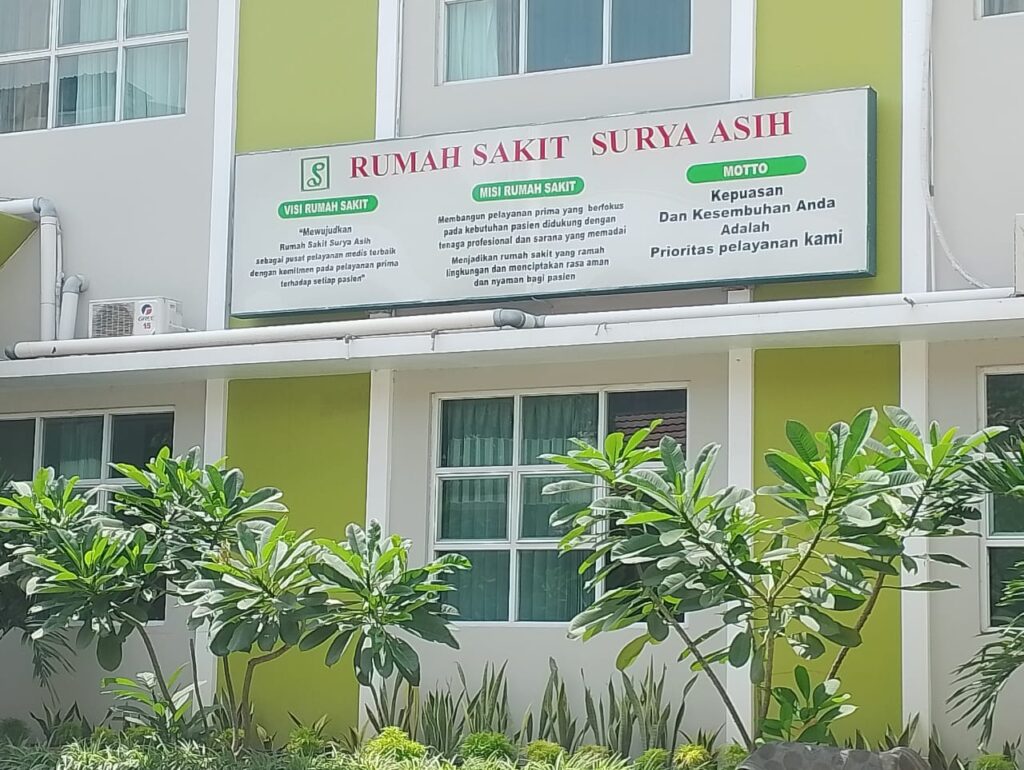 S RUMAH SAKIT SURYA ASIH
VISI RUMAH SAKIT
"Mewujudkan
Rumah Sakit Surya Asih
sebagai pusat pelayanan medis terbaik
dengan komitmen pada pelayanan prima
terhadap setiap pasien"
MISI RUMAH SAKIT
Membangun pelayanan prima yang berfokus
pada kebutuhan pasien didukung dengan
tenaga profesional dan sarana yang memadai
Menjadikan rumah sakit yang ramah
lingkungan dan menciptakan rasa aman
dan nyaman bagi pasien
MOTTO
Kepuasan
Dan Kesembuhan Anda
Adalah
Prioritas pelayanan kami
GREE
15